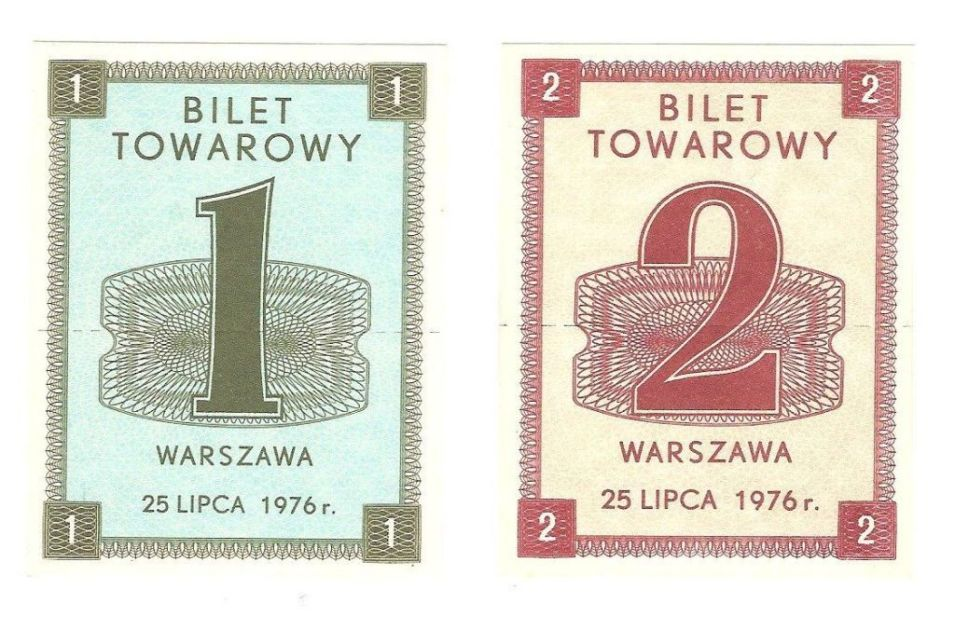 1 1
BILET
TOWAROWY
1
WARSZAWA
25 LIPCA 1976 r.
1 1
2 2
BILET
TOWAROWY
2
WARSZAWA
25 LIPCA 1976 r.
2 2